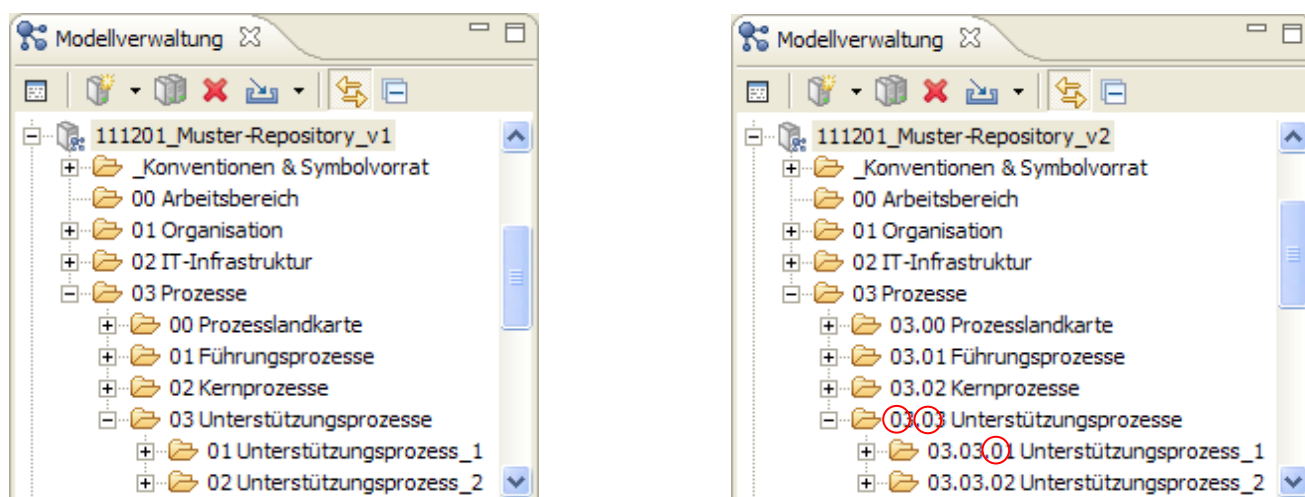 Modellverwaltung
111201_Muster-Repository_v1
_Konventionen & Symbolvorrat
00 Arbeitsbereich
01 Organisation
02 IT-Infrastruktur
03 Prozesse
00 Prozesslandkarte
01 Führungsprozesse
02 Kernprozesse
03 Unterstützungsprozesse
01 Unterstützungsprozess_1
02 Unterstützungsprozess_2
Modellverwaltung
111201_Muster-Repository_v2
_Konventionen & Symbolvorrat
00 Arbeitsbereich
01 Organisation
02 IT-Infrastruktur
03 Prozesse
03.00 Prozesslandkarte
03.01 Führungsprozesse
03.02 Kernprozesse
03.03 Unterstützungsprozesse
03.03.01 Unterstützungsprozess_1
03.03.02 Unterstützungsprozess_2